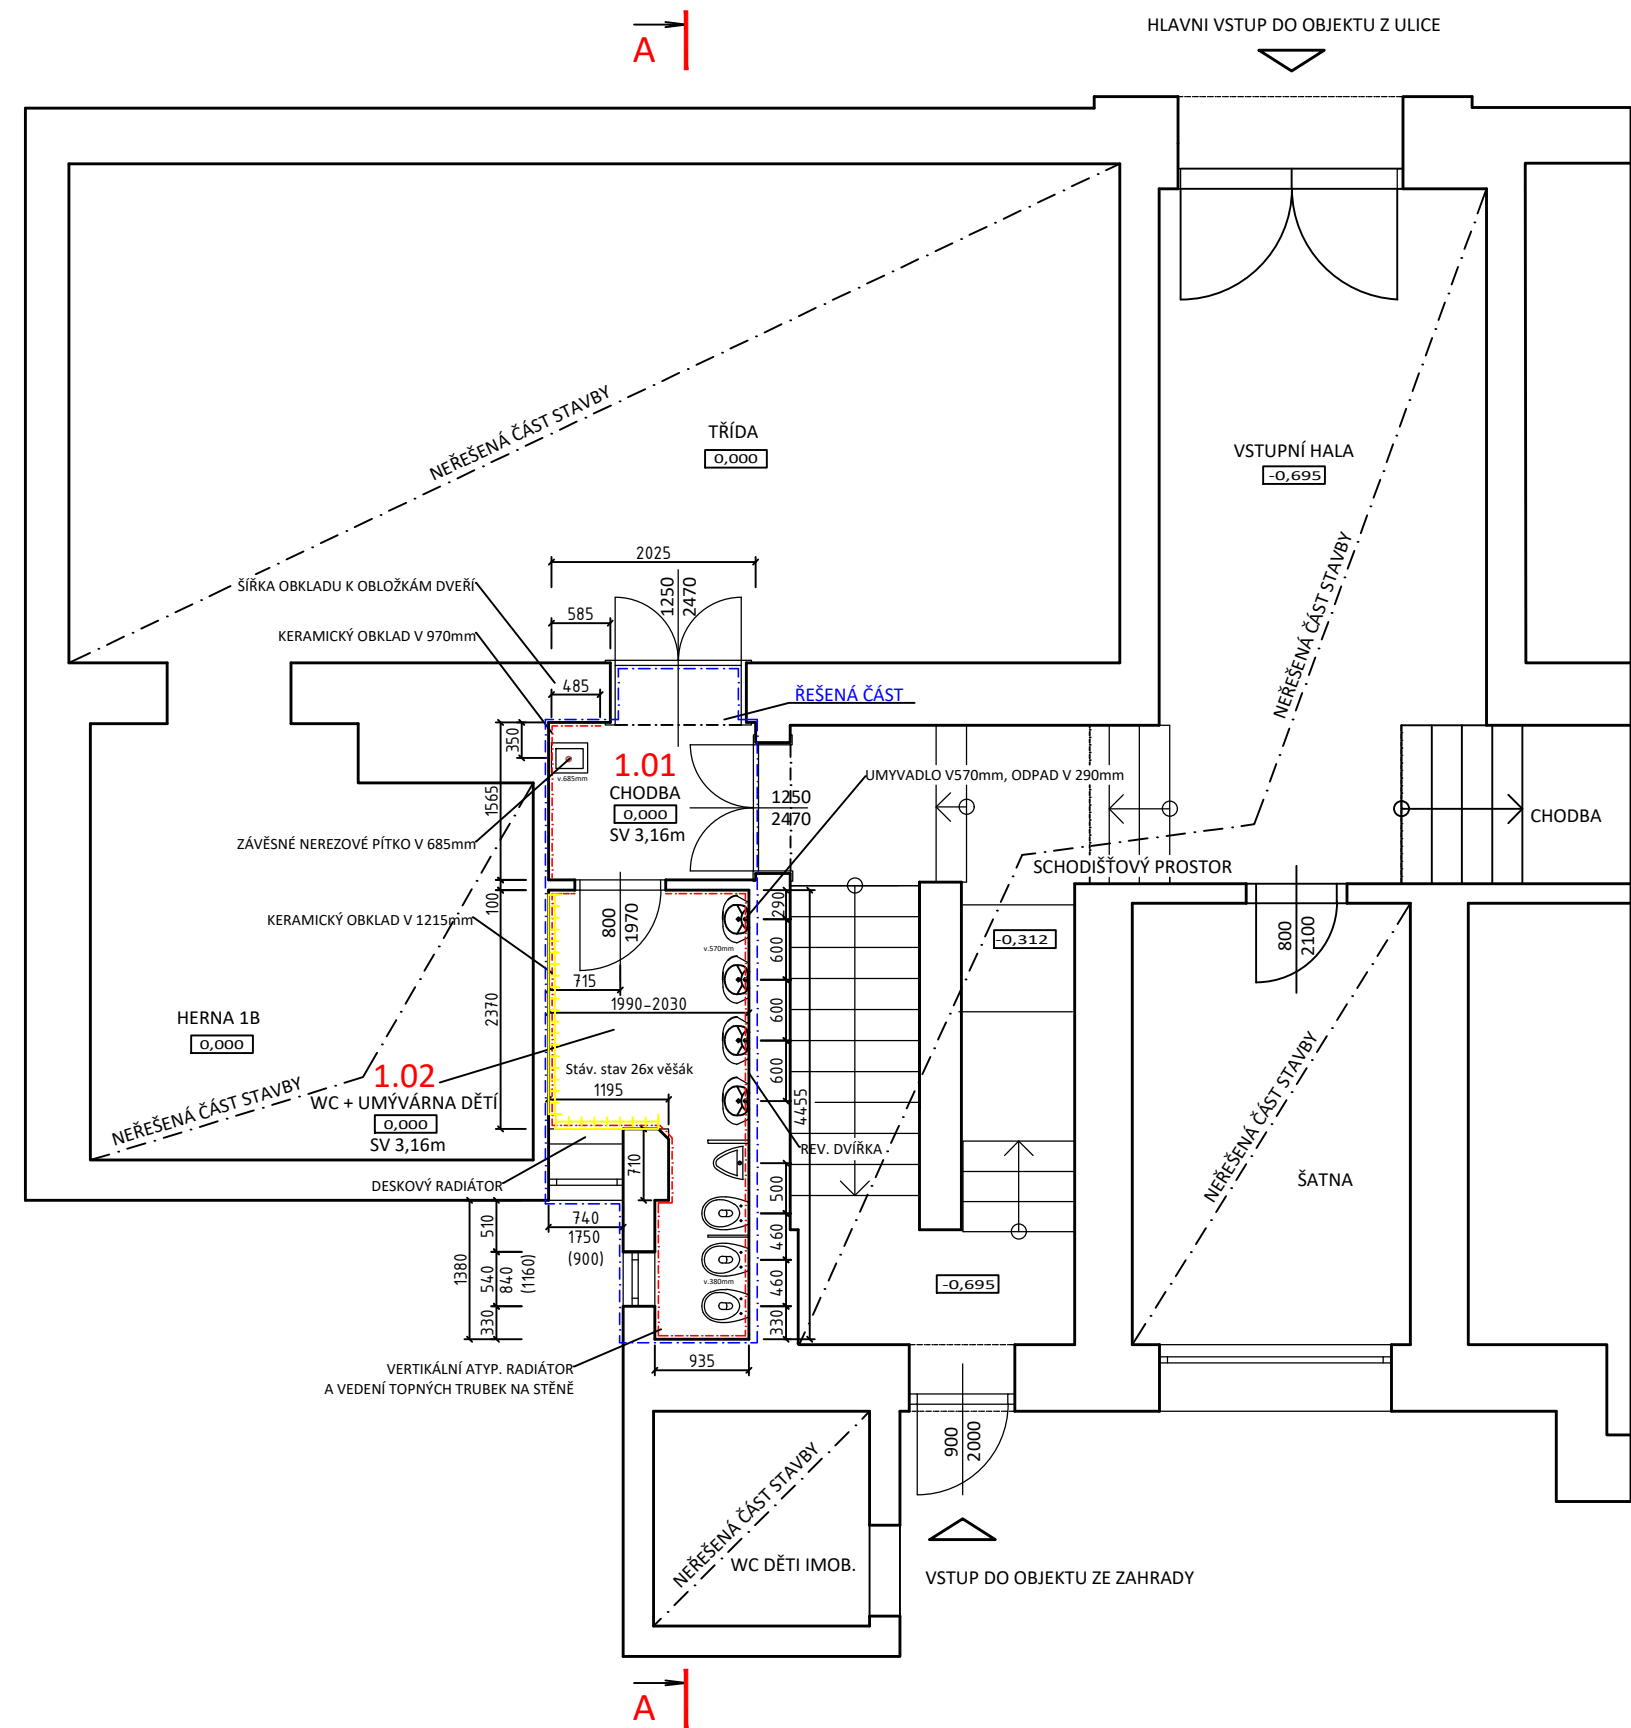 A
HLAVNI VSTUP DO OBJEKTU Z ULICE
NEŘEŠENÁ ČÁST STAVBY
TŘÍDA
0,000
VSTUPNÍ HALA
-0,695
NEŘEŠENÁ ČÁST STAVBY
NEŘEŠENÁ ČÁST STAVBY
2025
1250
2470
ŠÍŘKA OBKLADU K OBLOŽKÁM DVEŘÍ
585
KERAMICKÝ OBKLAD V 970mm
485
ŘEŠENÁ ČÁST
350
1565
v.685mm
1.01
CHODBA
0,000
SV 3,16m
UMYVADLO V570mm, ODPAD V 290mm
1250
2470
CHODBA
ZÁVĚSNÉ NEREZOVÉ PÍTKO V 685mm
SCHODIŠŤOVÝ PROSTOR
100
KERAMICKÝ OBKLAD V 1215mm
800
1970
290
v.570mm
-0,312
800
2100
600
715
1990-2030
2370
600
HERNA 1B
0,000
600
Stáv. stav 26x věšák
1195
1.02
WC + UMÝVÁRNA DĚTÍ
0,000
SV 3,16m
NEŘEŠENÁ ČÁST STAVBY
4455
REV. DVÍŘKA
NEŘEŠENÁ ČÁST STAVBY
ŠATNA
710
500
DESKOVÝ RADIÁTOR
740
1750
(900)
510
460
1380
540
840
(1160)
v.380mm
460
-0,695
330
330
935
VERTIKÁLNÍ ATYP. RADIÁTOR
A VEDENÍ TOPNÝCH TRUBEK NA STĚNĚ
900
2000
NEŘEŠENÁ ČÁST STAVBY
WC DĚTI IMOB.
VSTUP DO OBJEKTU ZE ZAHRADY
A